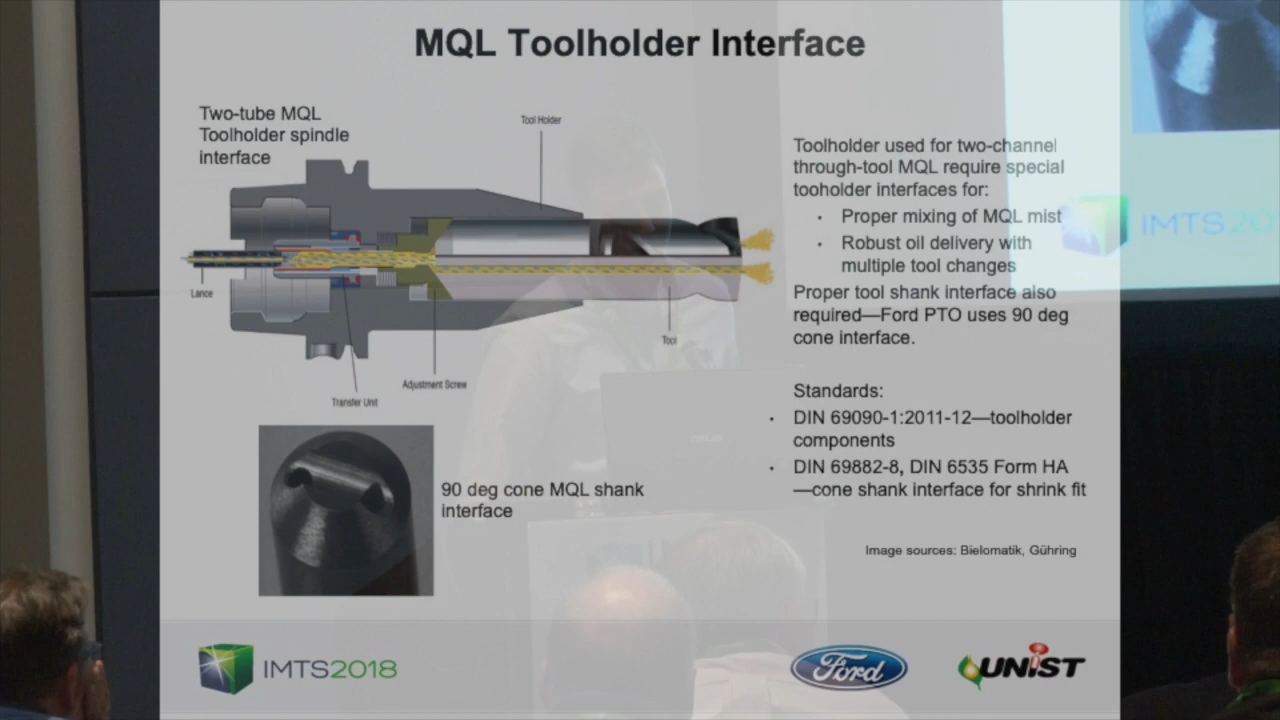 MQL Toolholder Interface
Two-tube MQL
Toolholder spindle
interface
Tool Holder
Lance
Tool
Adjustment Screw
Transfer Unit
Toolholder used for two-channel
through-tool MQL require special
tooholder interfaces for:
• Proper mixing of MQL mist
• Robust oil delivery with
multiple tool changes
Proper tool shank interface also
required—Ford PTO uses 90 deg
cone interface.
Standards:
• DIN 69090-1:2011-12—toolholder
components
• DIN 69882-8, DIN 6535 Form HA
—cone shank interface for shrink fit
90 deg cone MQL shank
interface
Image sources: Bielomatik, Gühring
IMTS2018
Ford
UNIST
IMTS20